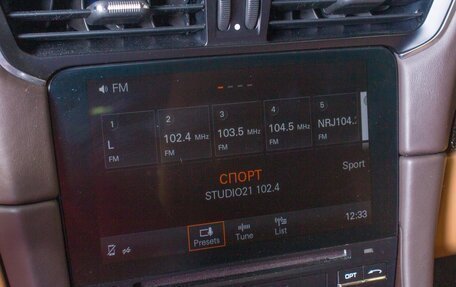 FM
1
L
FM
2
102.4 MHz
FM
3
103.5 MHz
FM
4
104.5 MHz
FM
5
NRJ104.
FM
Sport
СПОРТ
STUDIO21 102.4
12:33
Presets
Tune
List
OPT